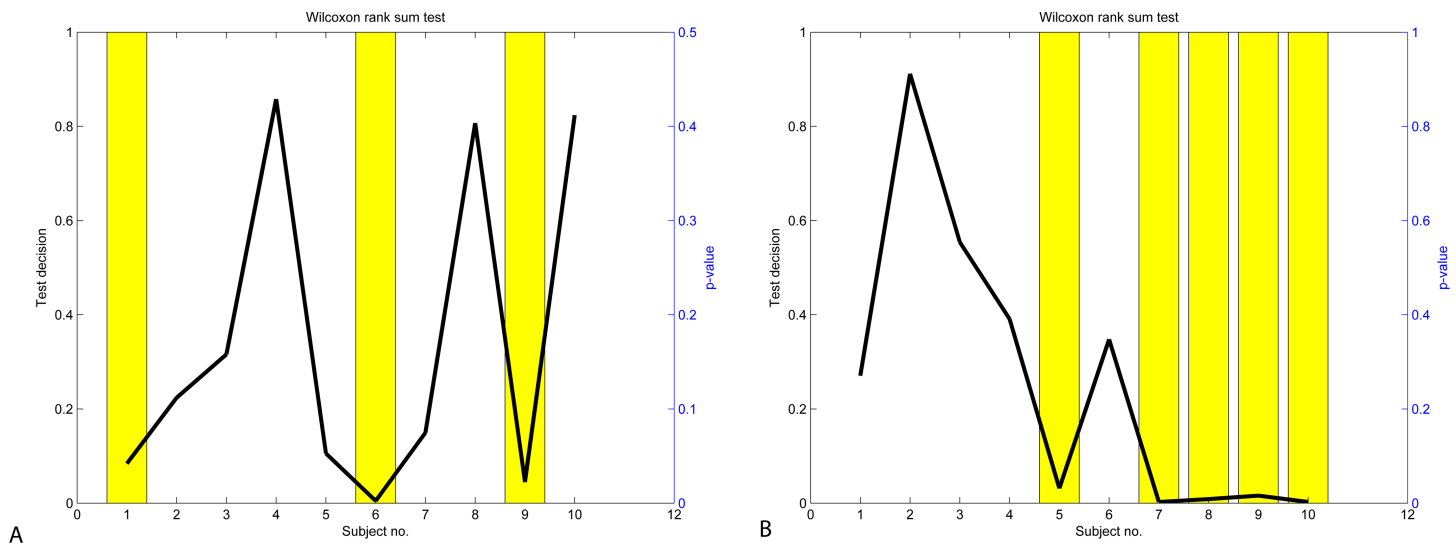 Wilcoxon rank sum test
1
0.8
0.6
0.4
0.2
0
Test decision
0.5
0.4
0.3
0.2
0.1
0
p-value
0 1 2 3 4 5 6 7 8 9 10 12
Subject no.
A
Wilcoxon rank sum test
1
0.8
0.6
0.4
0.2
0
Test decision
1
0.8
0.6
0.4
0.2
0
p-value
0 1 2 3 4 5 6 7 8 9 10 12
Subject no.
B